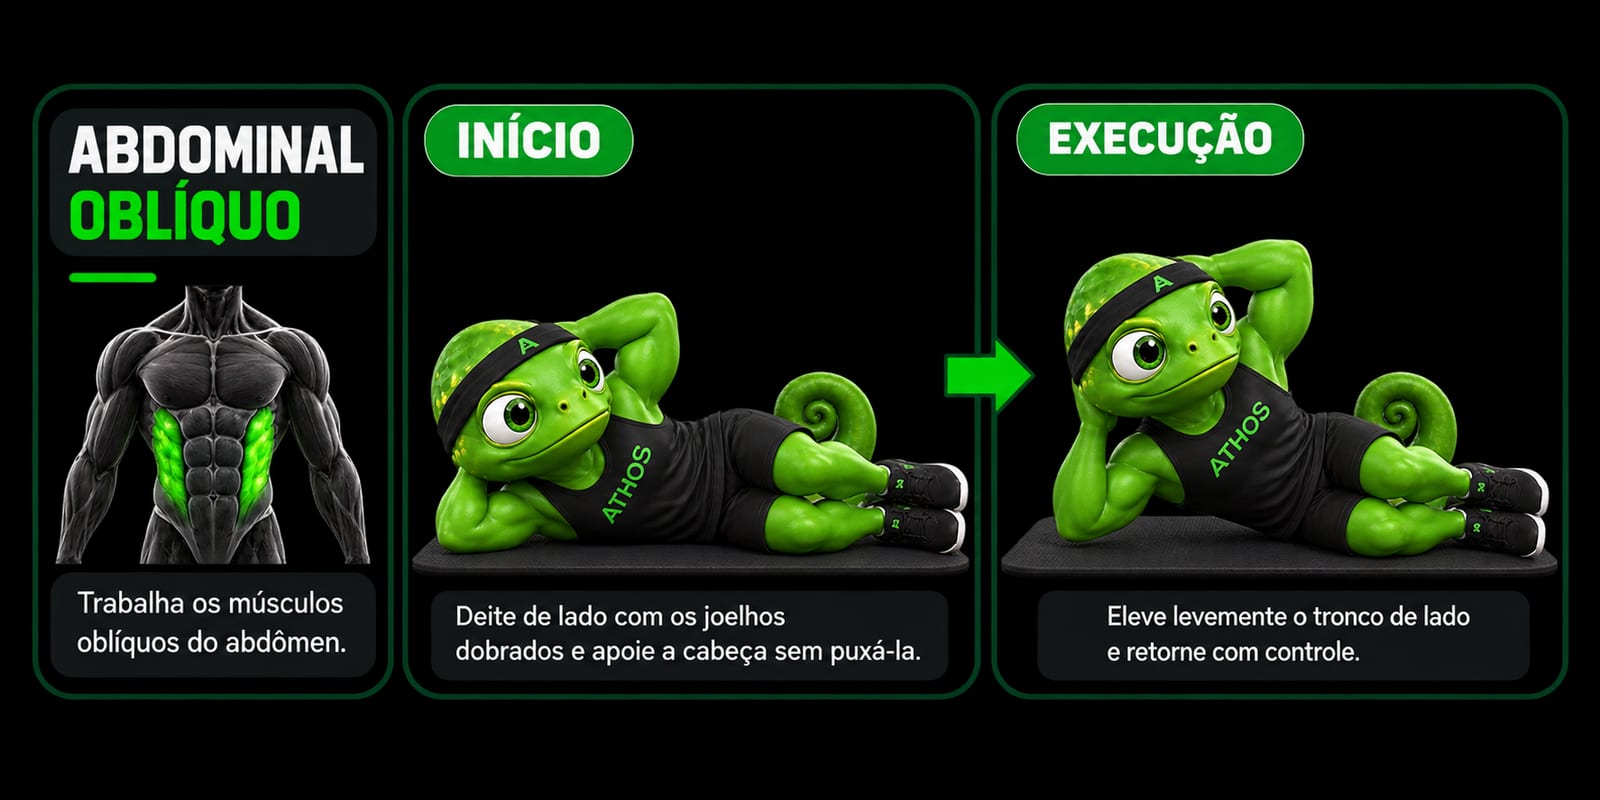 ABDOMINAL
OBLÍQUO
Trabalha os músculos
oblíquos do abdômen.
INÍCIO
A
ATHOS
Deite de lado com os joelhos
dobrados e apoie a cabeça sem puxá-la.
EXECUÇÃO
A
ATHOS
Eleve levemente o tronco de lado
e retorne com controle.